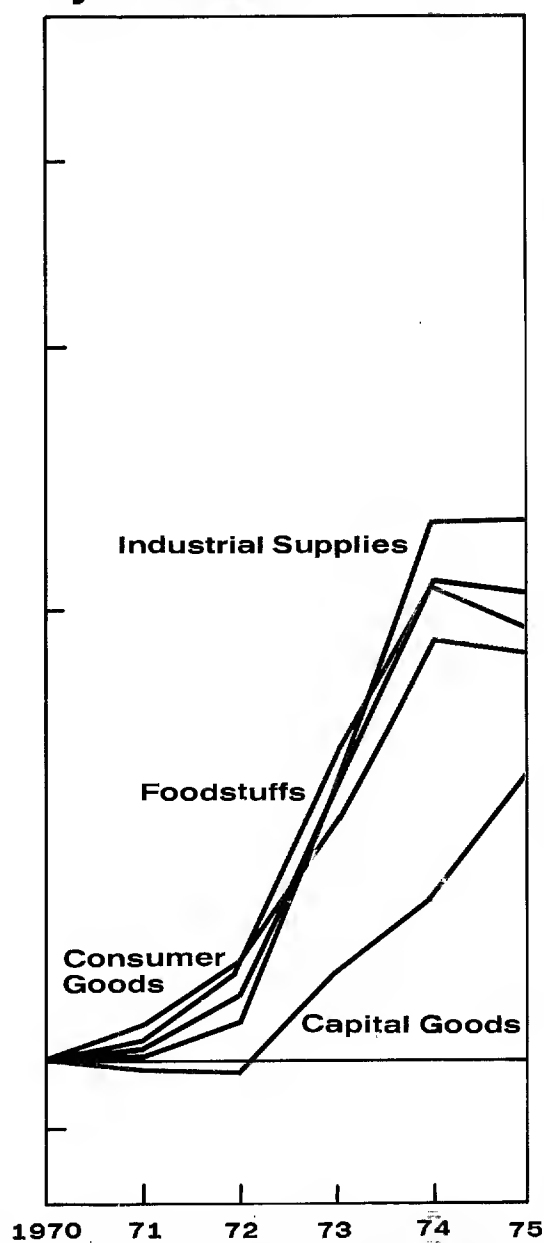 Industrial Supplies
Foodstuffs
Consumer
Goods
Capital Goods
1970 71 72 73 74 75